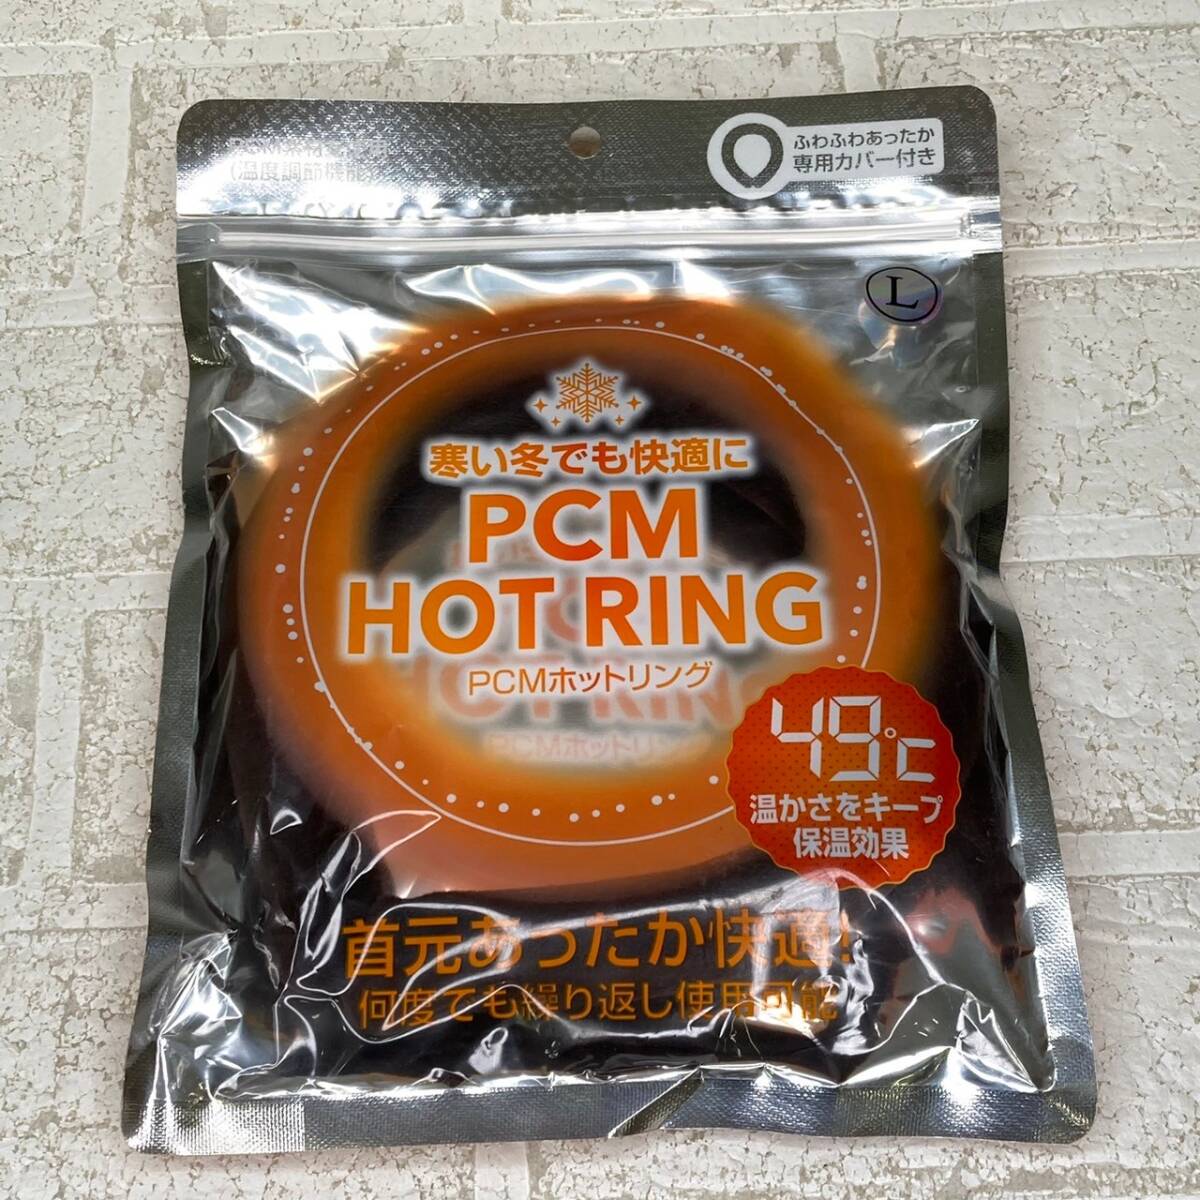 (温度調節機能)
ふわふわあったか
専用カバー付き
L
寒い冬でも快適に
PCM
HOT RING
PCMホットリング
49℃
温かさをキープ
保温効果
首元あったか快適!
何度でも繰り返し使用可能